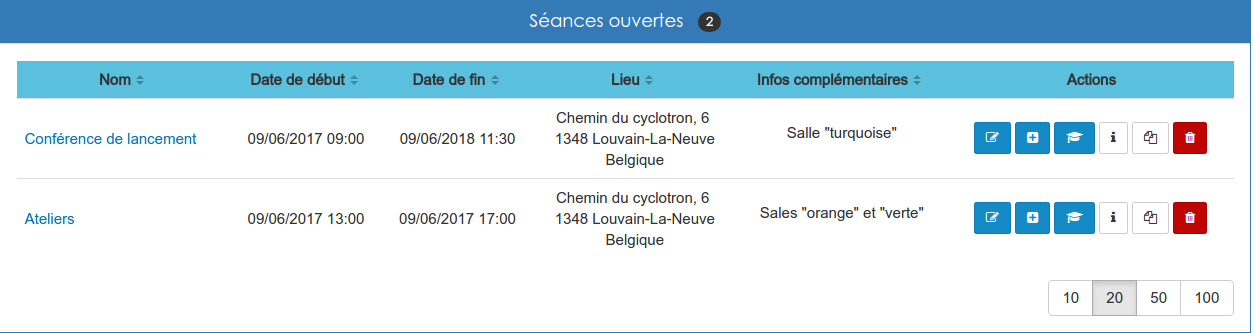 Séances ouvertes 2
Nom Date de début Date de fin Lieu Infos complémentaires Actions
Conférence de lancement 09/06/2017 09:00 09/06/2018 11:30 Chemin du cyclotron, 6
1348 Louvain-La-Neuve
Belgique Salle "turquoise"
Ateliers 09/06/2017 13:00 09/06/2017 17:00 Chemin du cyclotron, 6
1348 Louvain-La-Neuve
Belgique Sales "orange" et "verte"
10 20 50 100